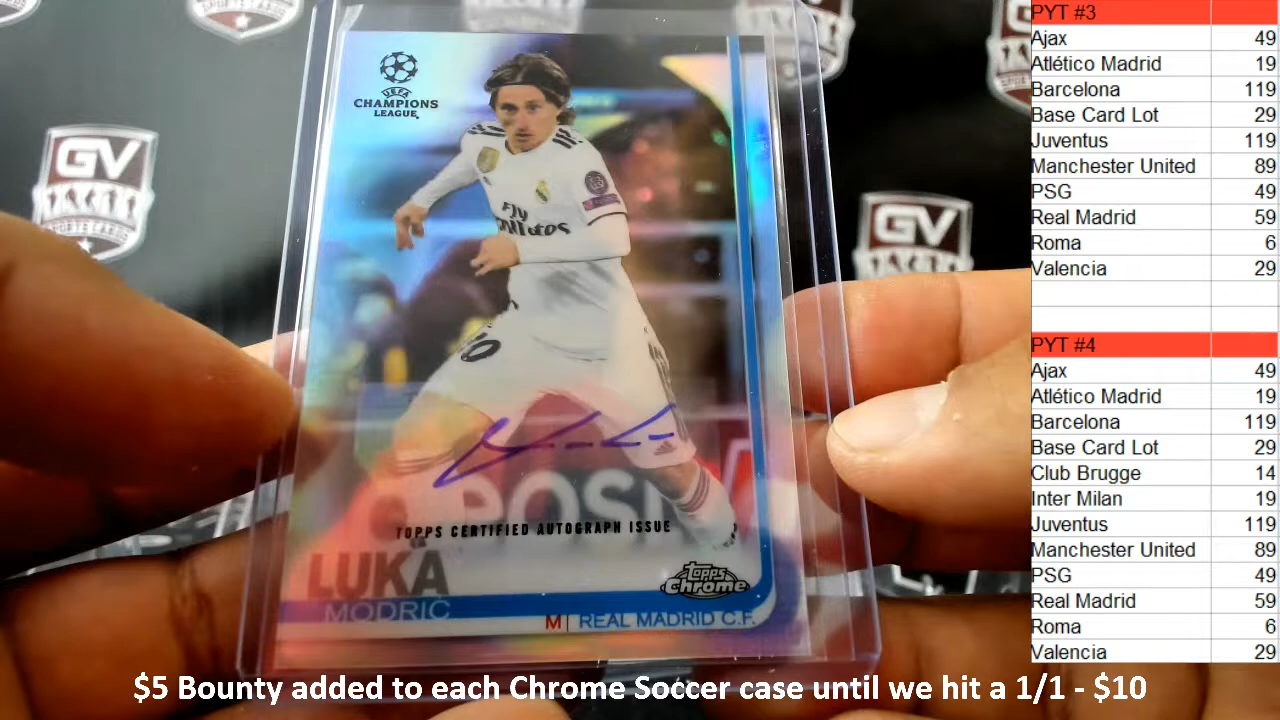 UEFA
CHAMPIONS
LEAGUE
Fly
Emirates
TOPPS CERTIFIED AUTOGRAPH ISSUE
LUKA
MODRIC
topps
Chrome
M| REAL MADRID C.F.
GV
SPORTS CARDS
GV
PYT #3
Ajax 49
Atlético Madrid 19
Barcelona 119
Base Card Lot 29
Juventus 119
Manchester United 89
PSG 49
Real Madrid 59
Roma 6
Valencia 29
PYT #4
Ajax 49
Atlético Madrid 19
Barcelona 119
Base Card Lot 29
Club Brugge 14
Inter Milan 19
Juventus 119
Manchester United 89
PSG 49
Real Madrid 59
Roma 6
Valencia 29
$5 Bounty added to each Chrome Soccer case until we hit a 1/1 - $10